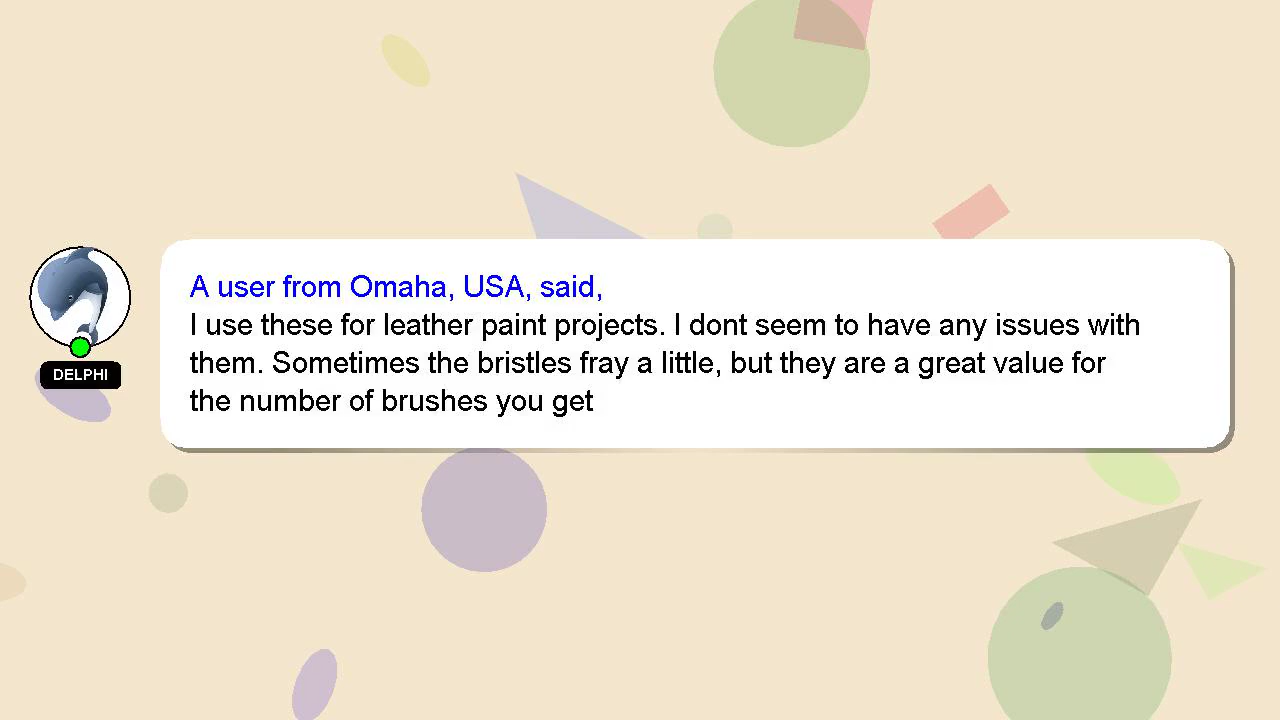 A user from Omaha, USA, said,
I use these for leather paint projects. I dont seem to have any issues with
them. Sometimes the bristles fray a little, but they are a great value for
the number of brushes you get
DELPHI